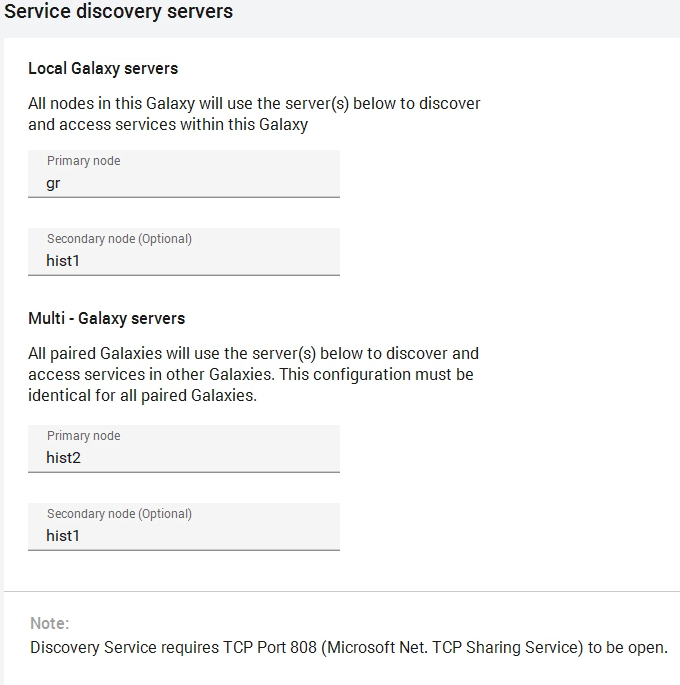 Service discovery servers
Local Galaxy servers
All nodes in this Galaxy will use the server(s) below to discover
and access services within this Galaxy
Primary node
gr
Secondary node (Optional)
hist1
Multi - Galaxy servers
All paired Galaxies will use the server(s) below to discover and
access services in other Galaxies. This configuration must be
identical for all paired Galaxies.
Primary node
hist2
Secondary node (Optional)
hist1
Note:
Discovery Service requires TCP Port 808 (Microsoft Net. TCP Sharing Service) to be open.